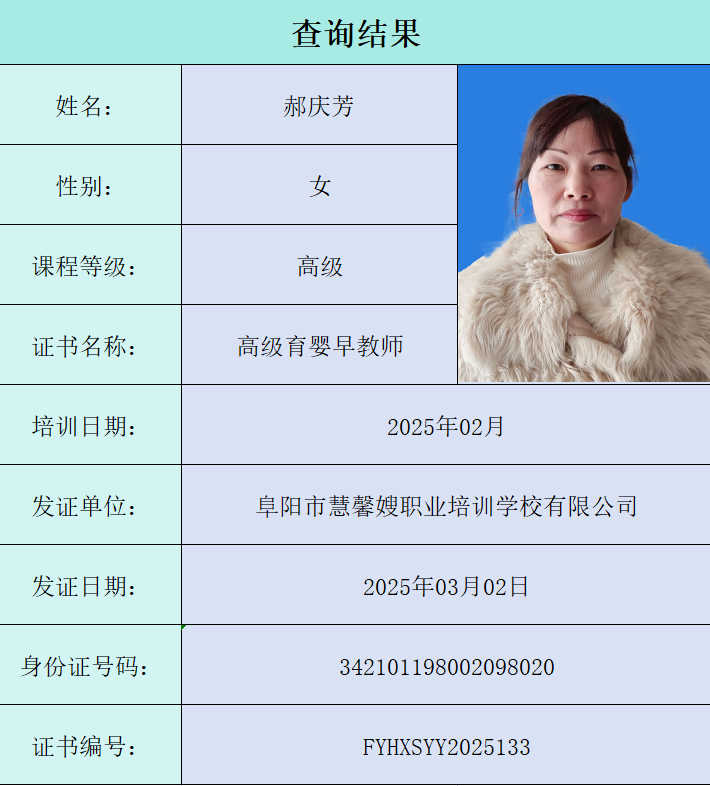 查询结果
姓名： 郝庆芳
性别： 女
课程等级： 高级
证书名称： 高级育婴早教师
培训日期： 2025年02月
发证单位： 阜阳市慧馨嫂职业培训学校有限公司
发证日期： 2025年03月02日
身份证号码： 342101198002098020
证书编号： FYHXSYY2025133